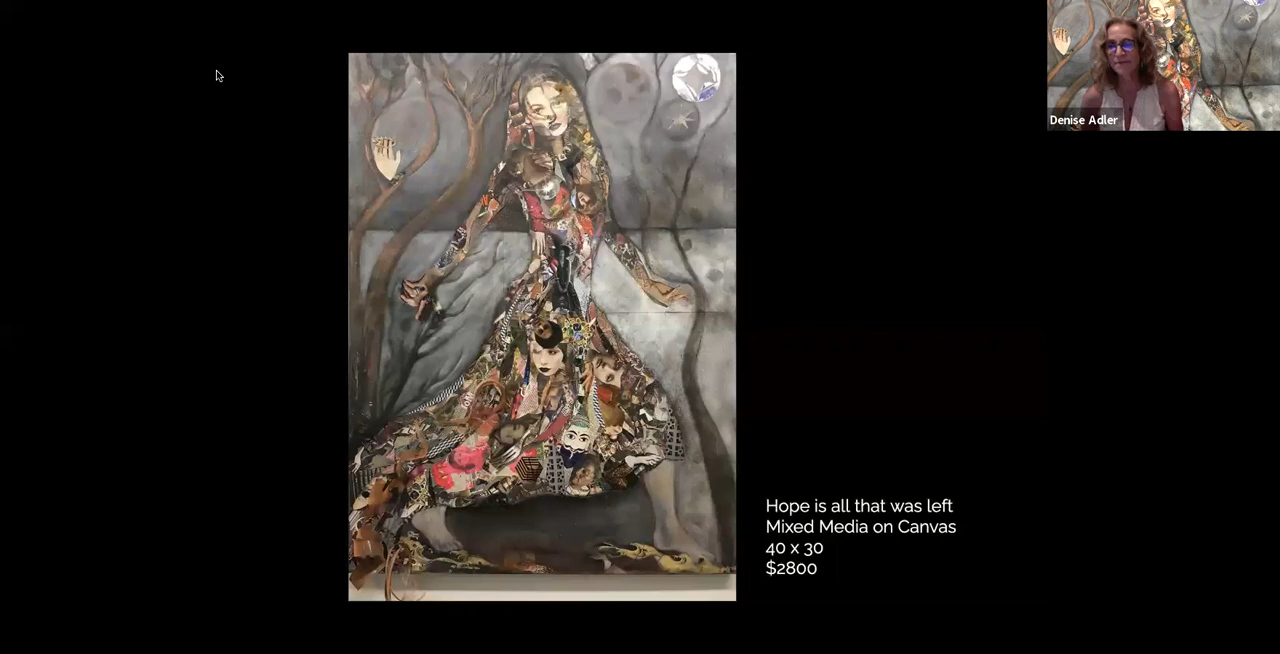 Denise Adler
Hope is all that was left
Mixed Media on Canvas
40 x 30
$2800